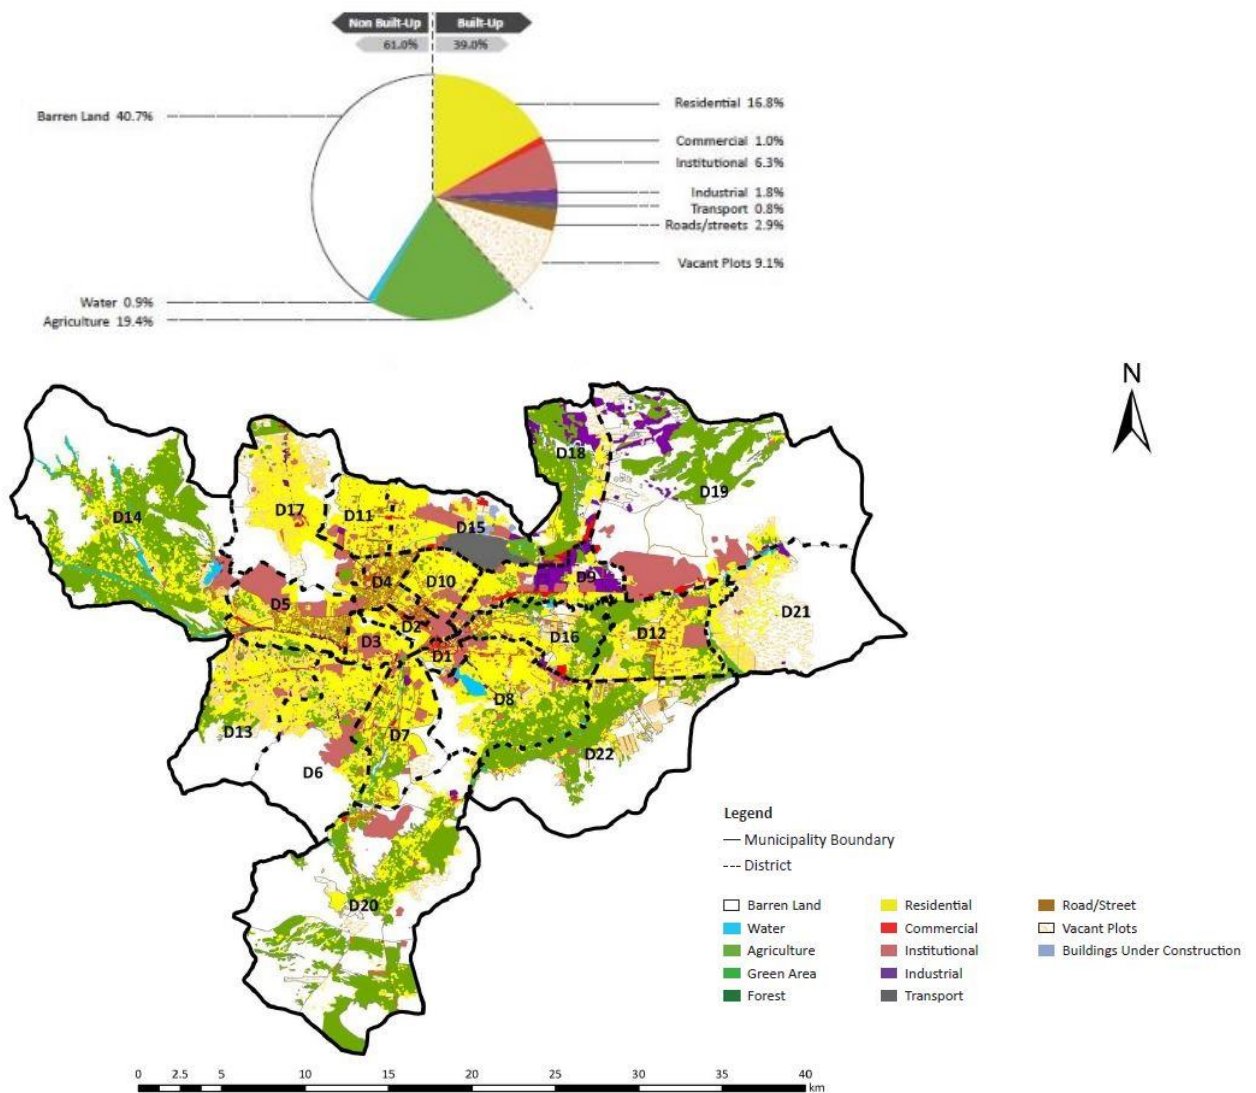 Non Built-Up Built-Up
61.0% 39.0%
Residential 16.8%
Barren Land 40.7%
Commercial 1.0%
Institutional 6.3%
Industrial 1.8%
Transport 0.8%
Roads/streets 2.9%
Vacant Plots 9.1%
Water 0.9%
Agriculture 19.4%
N
D18
D19
D14
D17
D11
D15
D4
D10
D9
D5
D2
D3
D1
D16
D12
D21
D8
D13
D7
D22
D6
D20
Legend
Municipality Boundary
District
Barren Land Residential Road/Street
Water Commercial Vacant Plots
Agriculture Institutional Buildings Under Construction
Green Area Industrial
Forest Transport
0 2.5 5 10 15 20 25 30 35 40
km